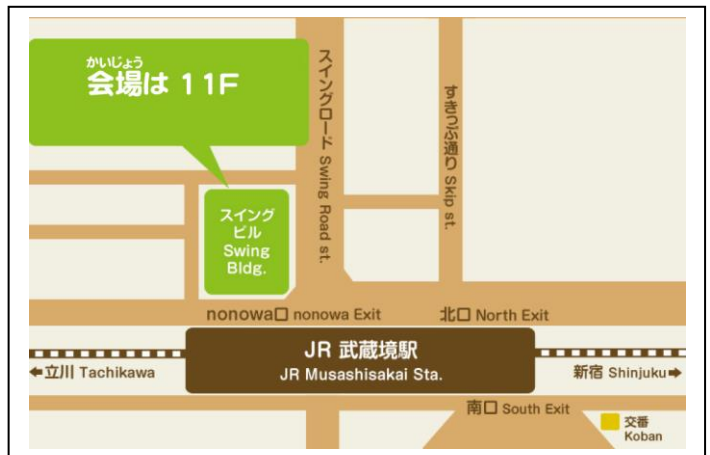 かいじょう
会場は 11F
スイングロード Swing Road st.
すきっぷ通り Skip st.
スイング
ビル
Swing
Bldg.
nonowa口 nonowa Exit
北口 North Exit
JR 武蔵境駅
JR Musashisakai Sta.
←立川 Tachikawa
新宿 Shinjuku→
南口 South Exit
交番
Koban